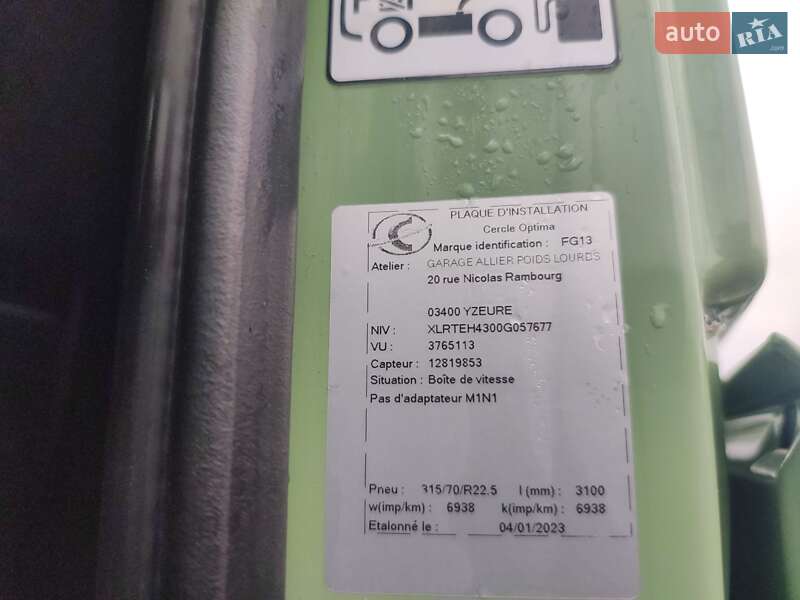 auto RIA
.com
PLAQUE D'INSTALLATION
Cercle Optima
Marque identification : FG13
Atelier : GARAGE ALLIER POIDS LOURDS
20 rue Nicolas Rambourg
03400 YZEURE
NIV : XLRTEH4300G057677
VU : 3765113
Capteur : 12819853
Situation : Boîte de vitesse
Pas d'adaptateur M1N1
Pneu : 315/70/R22.5 l (mm) : 3100
w(imp/km) : 6938 k(imp/km) : 6938
Etalonné le : 04/01/2023